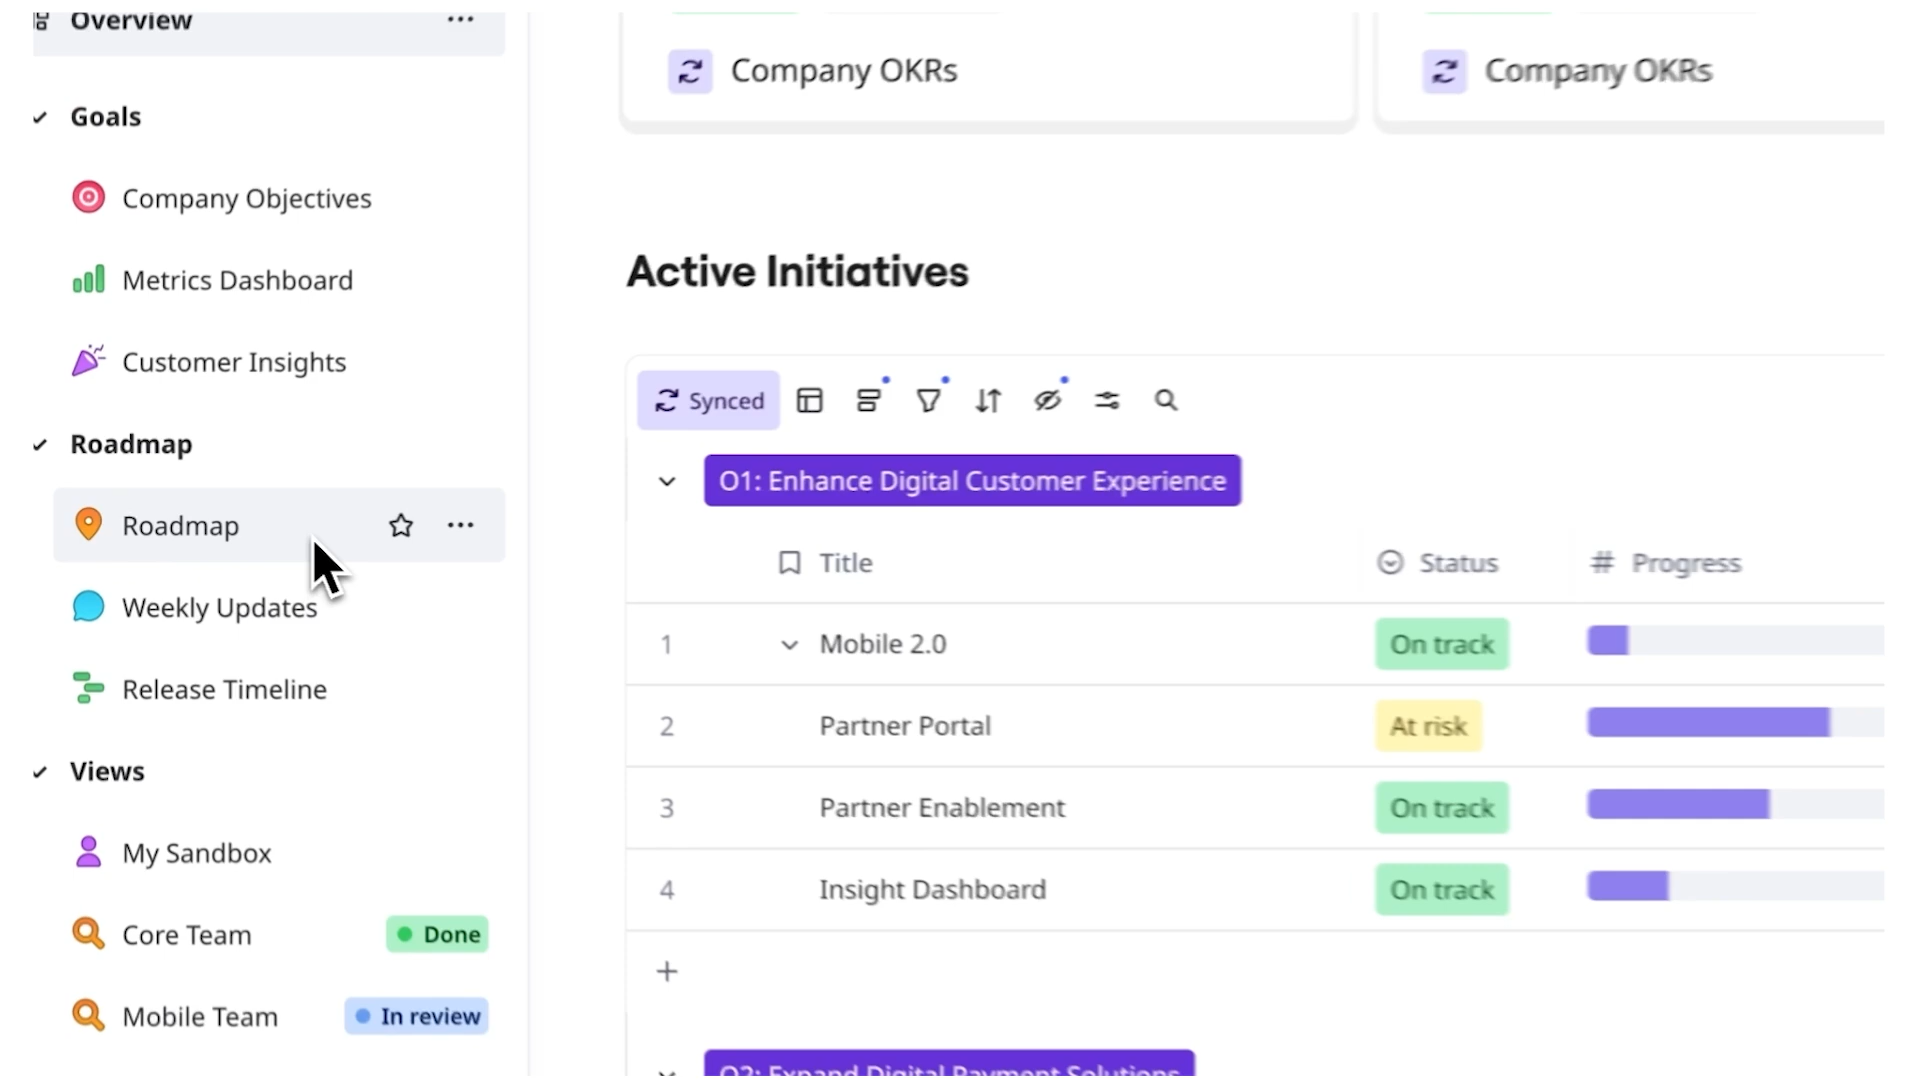 Overview
Goals
Company Objectives
Metrics Dashboard
Customer Insights
Roadmap
Roadmap
Weekly Updates
Release Timeline
Views
My Sandbox
Core Team Done
Mobile Team In review
Company OKRs Company OKRs
Active Initiatives
Synced
O1: Enhance Digital Customer Experience
Title Status # Progress
1 Mobile 2.0 On track
2 Partner Portal At risk
3 Partner Enablement On track
4 Insight Dashboard On track
O2: Expand Digital Payment Solutions